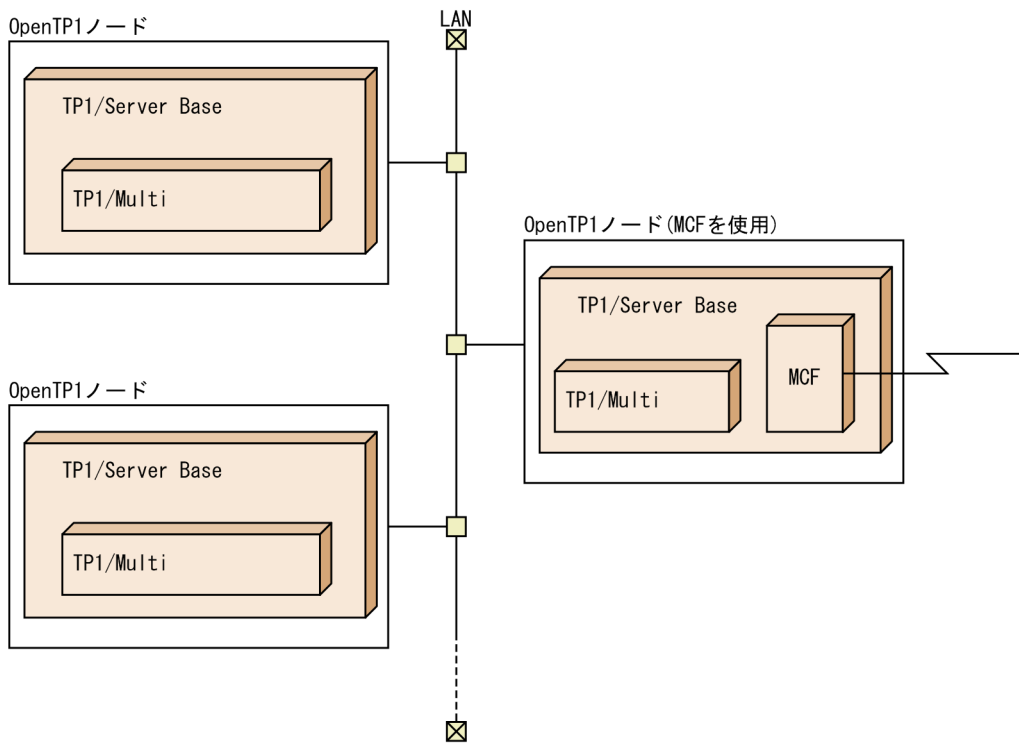 OpenTP1ノード
LAN
TP1/Server Base
TP1/Multi
OpenTP1ノード(MCFを使用)
TP1/Server Base
MCF
TP1/Multi
OpenTP1ノード
TP1/Server Base
TP1/Multi